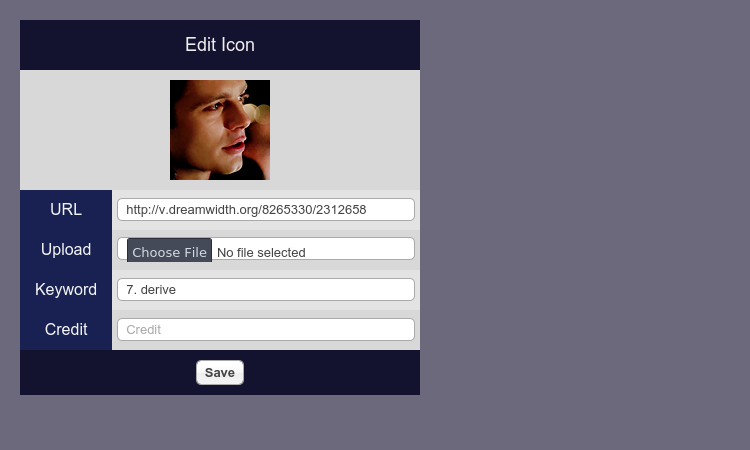 Edit Icon
URL http://v.dreamwidth.org/8265330/2312658
Upload Choose File No file selected
Keyword 7. derive
Credit Credit
Save